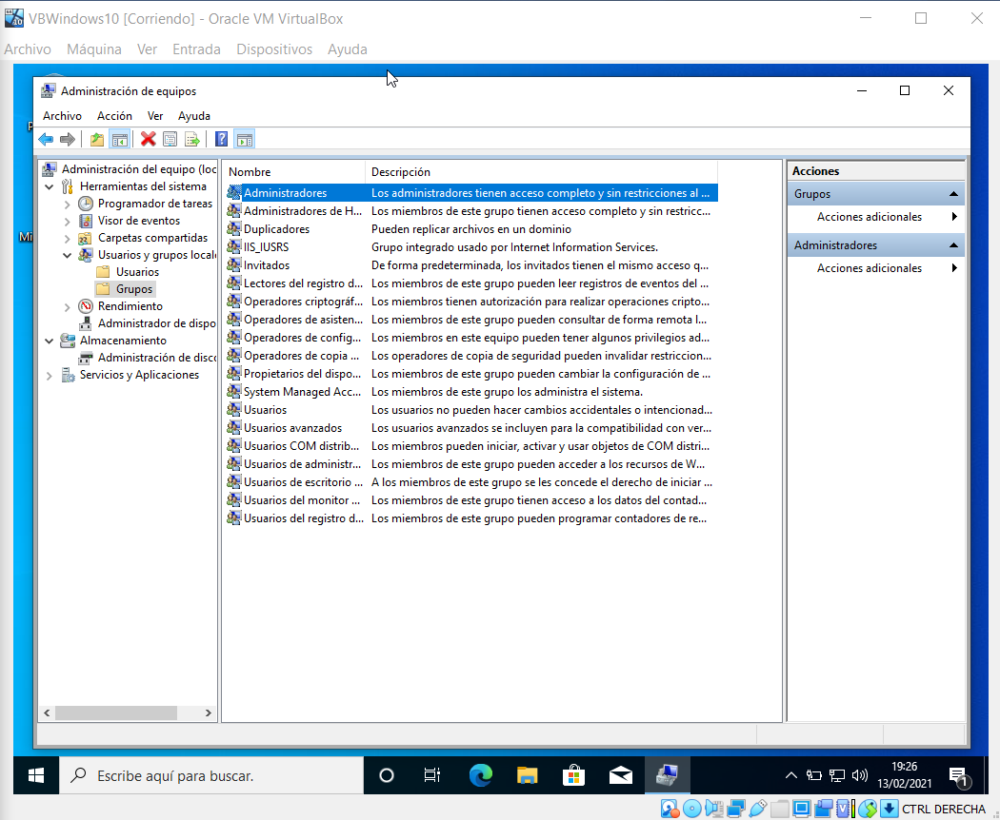 VBWindows10 [Corriendo] - Oracle VM VirtualBox
Archivo Máquina Ver Entrada Dispositivos Ayuda
Administración de equipos
Archivo Acción Ver Ayuda
Administración del equipo (loc
Herramientas del sistema
Programador de tareas
Visor de eventos
Carpetas compartidas
Usuarios y grupos locale
Usuarios
Grupos
Rendimiento
Administrador de dispo
Almacenamiento
Administración de disco
Servicios y Aplicaciones
Nombre Descripción
Administradores Los administradores tienen acceso completo y sin restricciones al ...
Administradores de H... Los miembros de este grupo tienen acceso completo y sin restricc...
Duplicadores Pueden replicar archivos en un dominio
IIS_IUSRS Grupo integrado usado por Internet Information Services.
Invitados De forma predeterminada, los invitados tienen el mismo acceso q...
Lectores del registro d... Los miembros de este grupo pueden leer registros de eventos del ...
Operadores criptográf... Los miembros tienen autorización para realizar operaciones cripto...
Operadores de asisten... Los miembros de este grupo pueden consultar de forma remota l...
Operadores de config... Los miembros en este equipo pueden tener algunos privilegios ad...
Operadores de copia ... Los operadores de copia de seguridad pueden invalidar restriccion...
Propietarios del dispo... Los miembros de este grupo pueden cambiar la configuración de ...
System Managed Acc... Los miembros de este grupo los administra el sistema.
Usuarios Los usuarios no pueden hacer cambios accidentales o intencionad...
Usuarios avanzados Los usuarios avanzados se incluyen para la compatibilidad con ver...
Usuarios COM distrib... Los miembros pueden iniciar, activar y usar objetos de COM distri...
Usuarios de administr... Los miembros de este grupo pueden acceder a los recursos de W...
Usuarios de escritorio ... A los miembros de este grupo se les concede el derecho de iniciar ...
Usuarios del monitor ... Los miembros de este grupo tienen acceso a los datos del contad...
Usuarios del registro d... Los miembros de este grupo pueden programar contadores de re...
Acciones
Grupos
Acciones adicionales
Administradores
Acciones adicionales
Escribe aquí para buscar.
19:26
13/02/2021
1
CTRL DERECHA